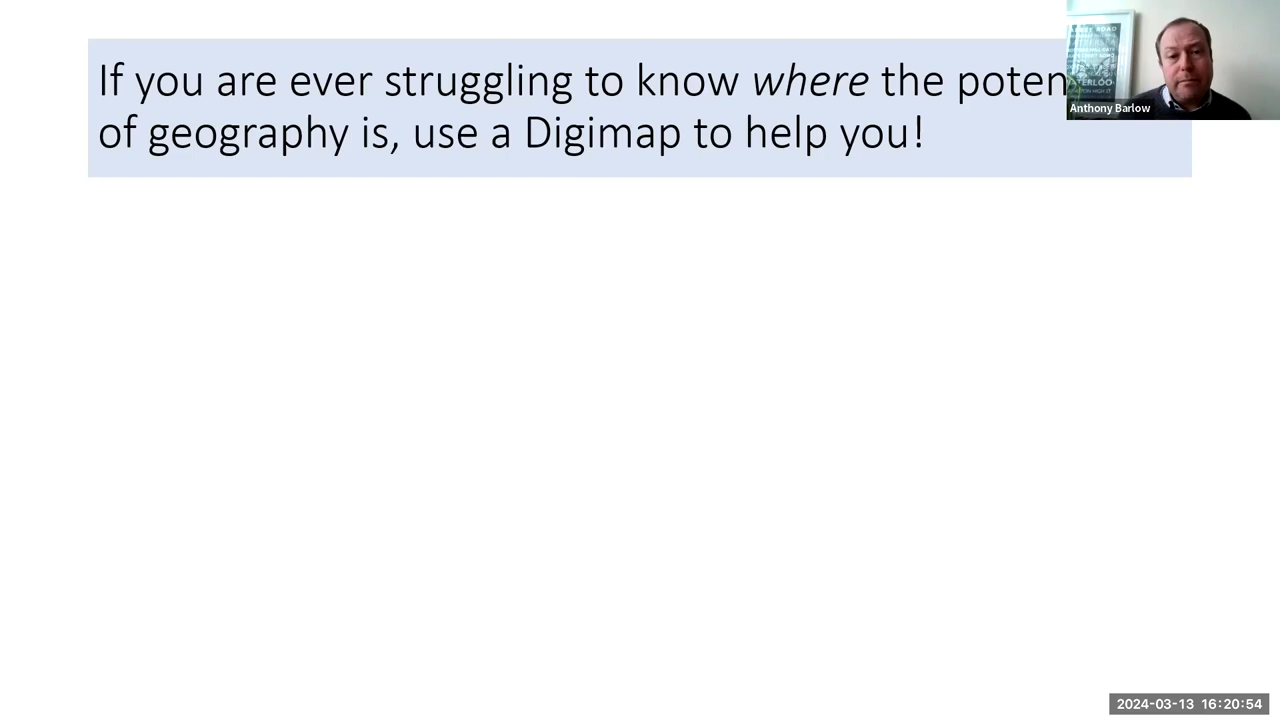 If you are ever struggling to know where the poten
of geography is, use a Digimap to help you!
Anthony Barlow
2024-03-13 16:20:54